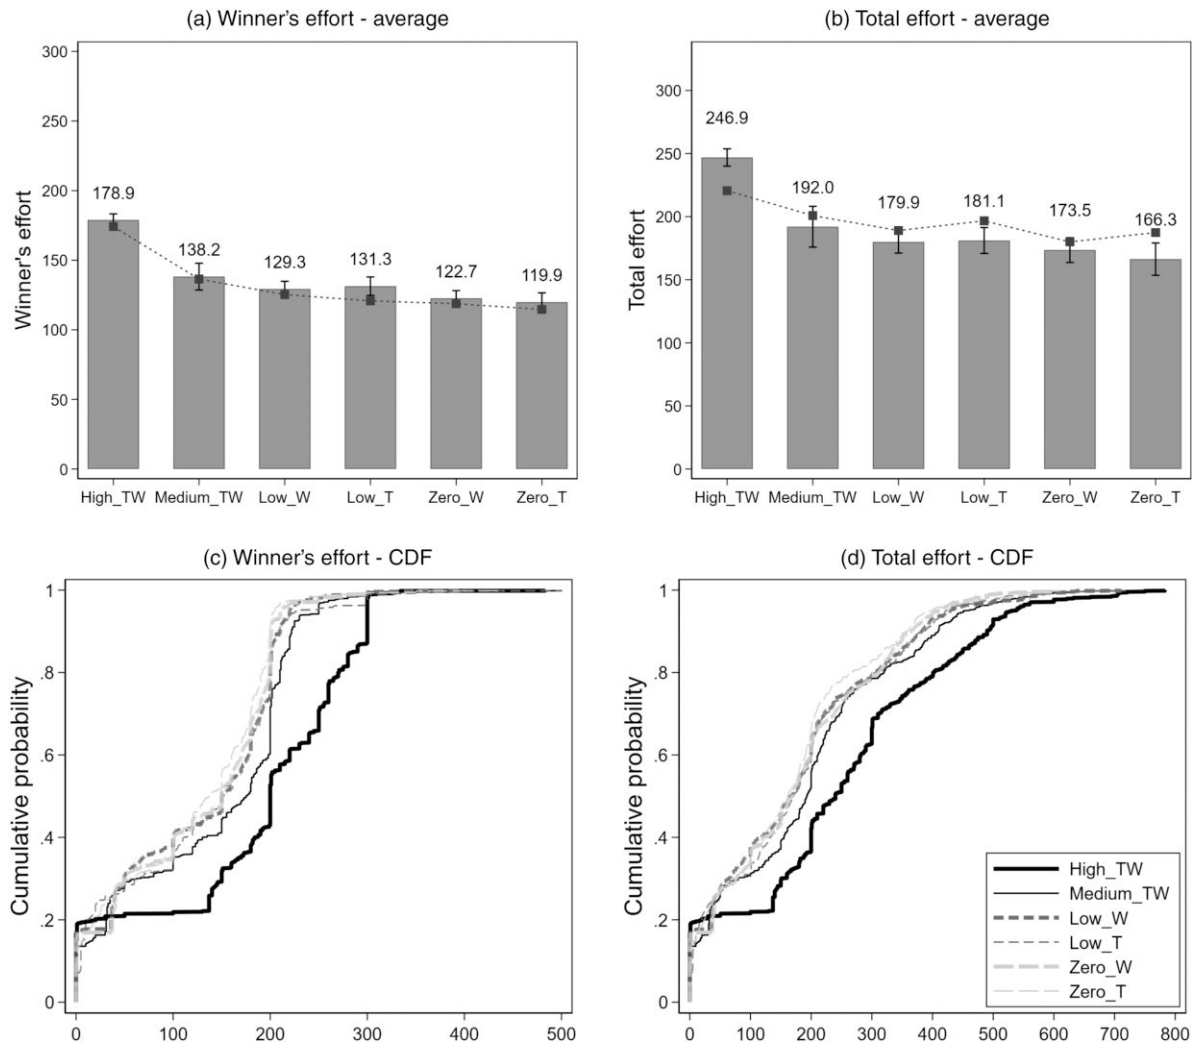 (a) Winner's effort - average
300
250
200
150
100
50
0
Winner's effort
178.9
138.2
129.3
131.3
122.7
119.9
High_TW Medium_TW Low_W Low_T Zero_W Zero_T
(b) Total effort - average
300
250
200
150
100
50
0
Total effort
246.9
192.0
179.9
181.1
173.5
166.3
High_TW Medium_TW Low_W Low_T Zero_W Zero_T
(c) Winner's effort - CDF
1
.8
.6
.4
.2
0
Cumulative probability
0 100 200 300 400 500
(d) Total effort - CDF
1
.8
.6
.4
.2
0
Cumulative probability
High_TW
Medium_TW
Low_W
Low_T
Zero_W
Zero_T
0 100 200 300 400 500 600 700 800